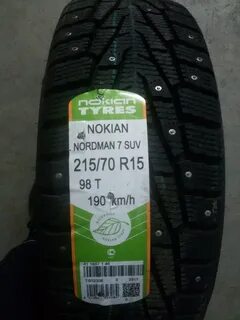 nokian
TYRES
NOKIAN
NORDMAN 7 SUV
215/70 R15
98 T
190 km/h